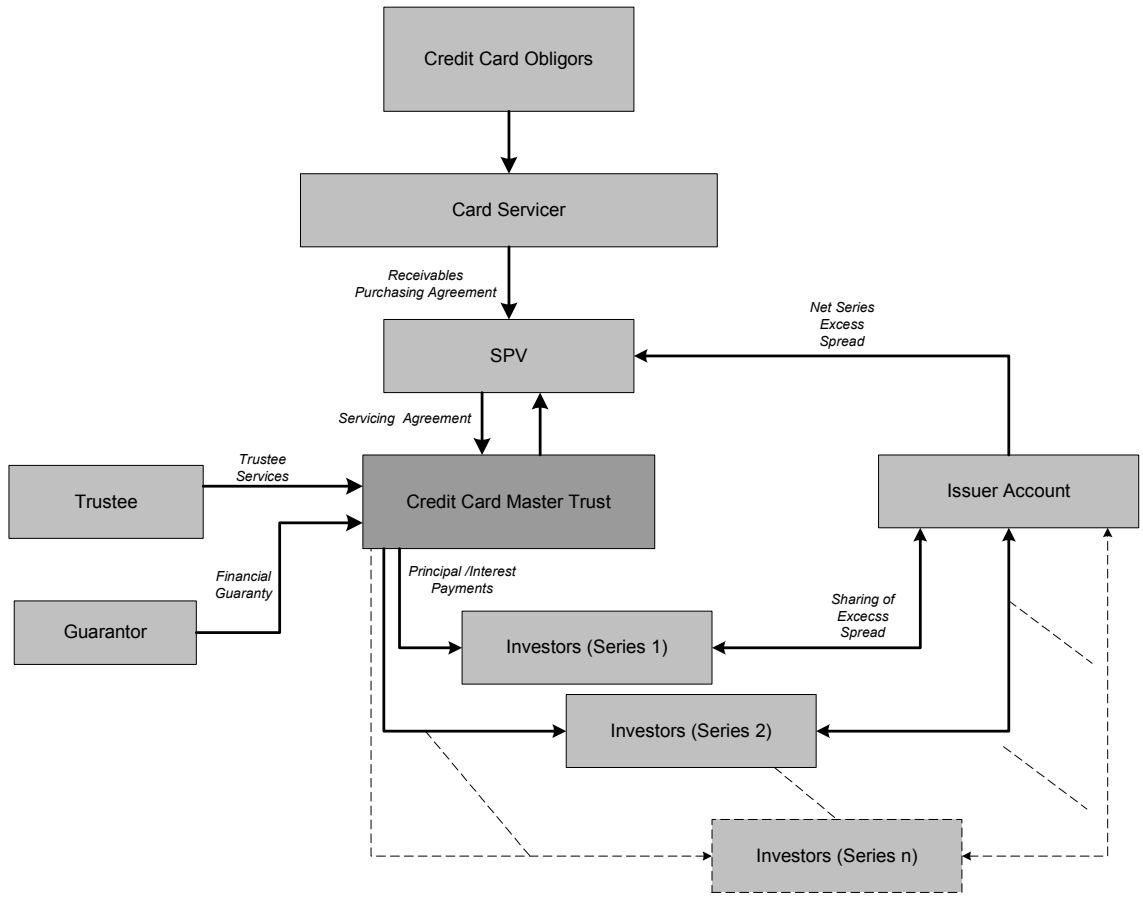 Credit Card Obligors
Card Servicer
Receivables
Purchasing Agreement
Net Series
Excess
Spread
SPV
Servicing Agreement
Trustee
Services
Trustee
Credit Card Master Trust
Issuer Account
Financial
Guaranty
Principal /Interest
Payments
Sharing of
Excecss
Spread
Guarantor
Investors (Series 1)
Investors (Series 2)
Investors (Series n)